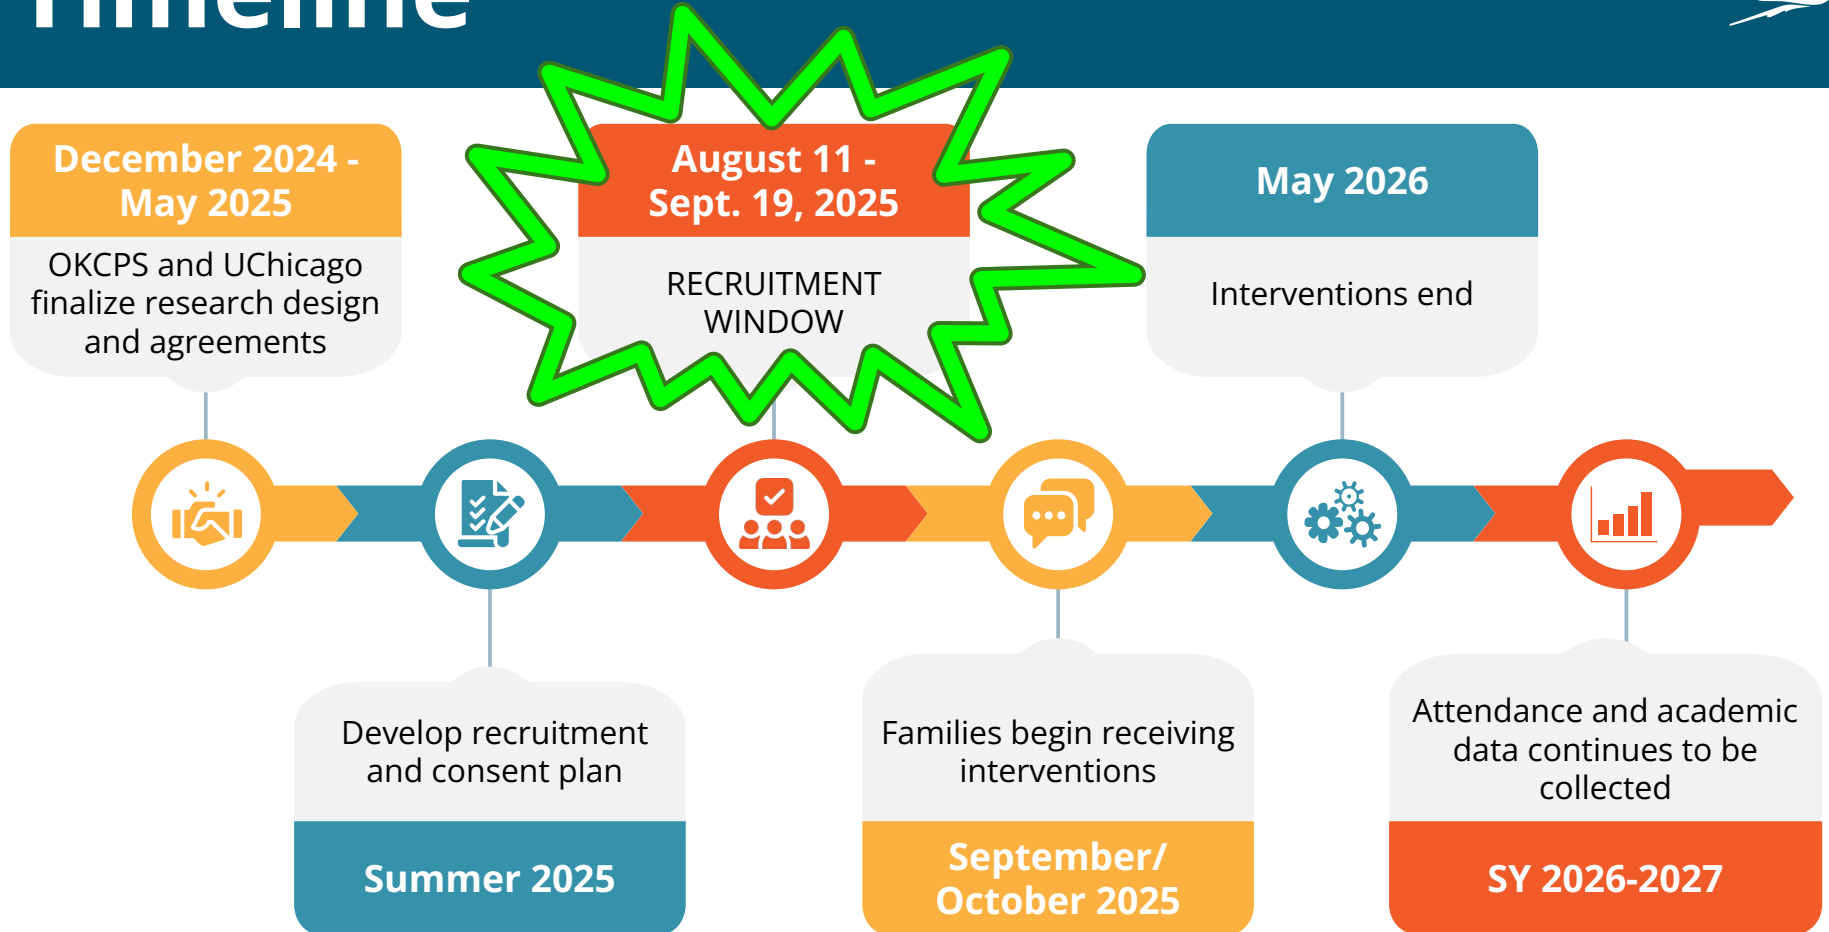 Timeline
December 2024 -
May 2025
OKCPS and UChicago
finalize research design
and agreements
August 11 -
Sept. 19, 2025
RECRUITMENT
WINDOW
May 2026
Interventions end
Develop recruitment
and consent plan
Summer 2025
Families begin receiving
interventions
September/
October 2025
Attendance and academic
data continues to be
collected
SY 2026-2027